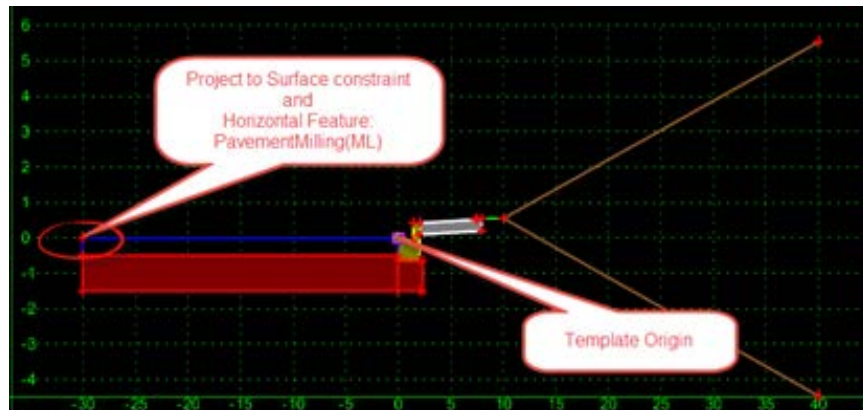 6
5
Project to Surface constraint
and
Horizontal Feature:
PavementMilling(ML)
4
3
2
1
0
-1
-2
Template Origin
-3
-4
-30 -25 -20 -15 -10 -5 0 5 10 15 20 25 30 35 40